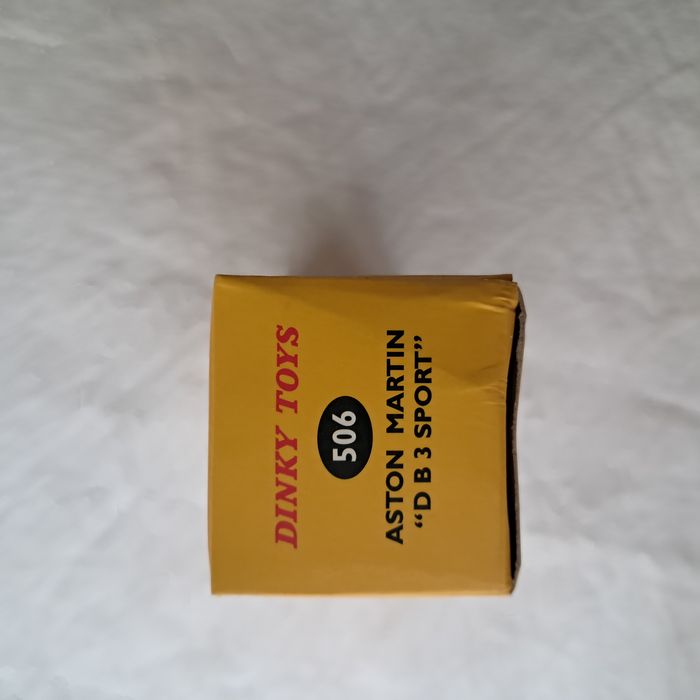 DINKY TOYS
506
ASTON MARTIN
“D B 3 SPORT”